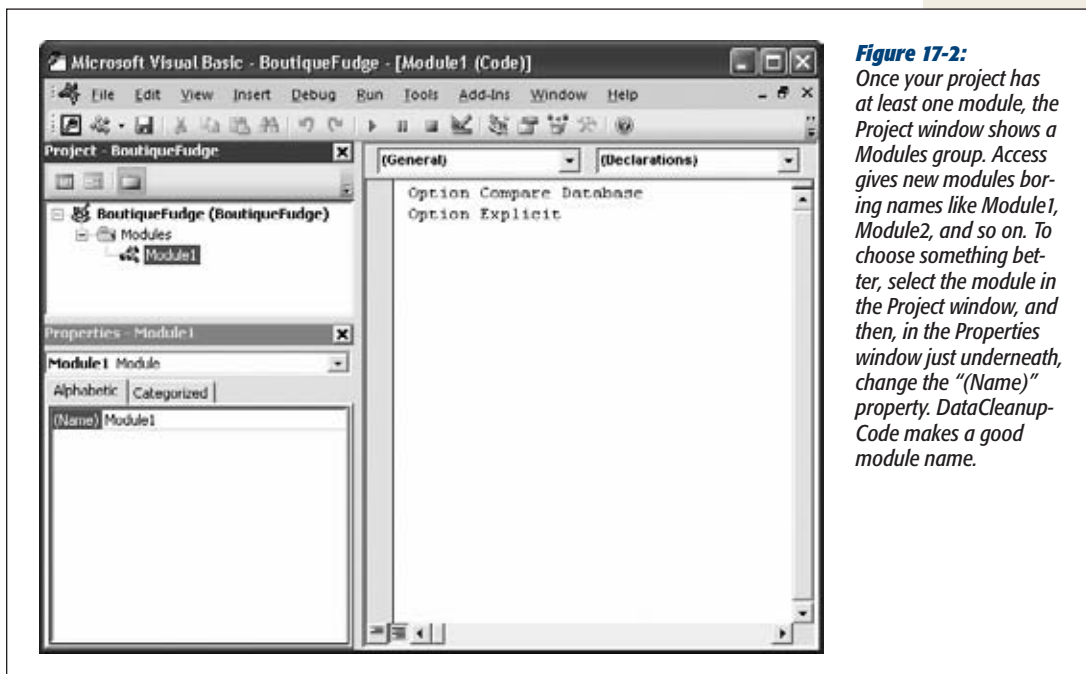 Microsoft Visual Basic - BoutiqueFudge - [Module1 (Code)]
File Edit View Insert Debug Run Tools Add-Ins Window Help
Project - BoutiqueFudge
BoutiqueFudge (BoutiqueFudge)
Modules
Module1
Properties - Module1
Module1 Module
Alphabetic Categorized
(Name) Module1
(General) (Declarations)
Option Compare Database
Option Explicit
Figure 17-2:
Once your project has
at least one module, the
Project window shows a
Modules group. Access
gives new modules bor-
ing names like Module1,
Module2, and so on. To
choose something bet-
ter, select the module in
the Project window, and
then, in the Properties
window just underneath,
change the “(Name)”
property. DataCleanup-
Code makes a good
module name.